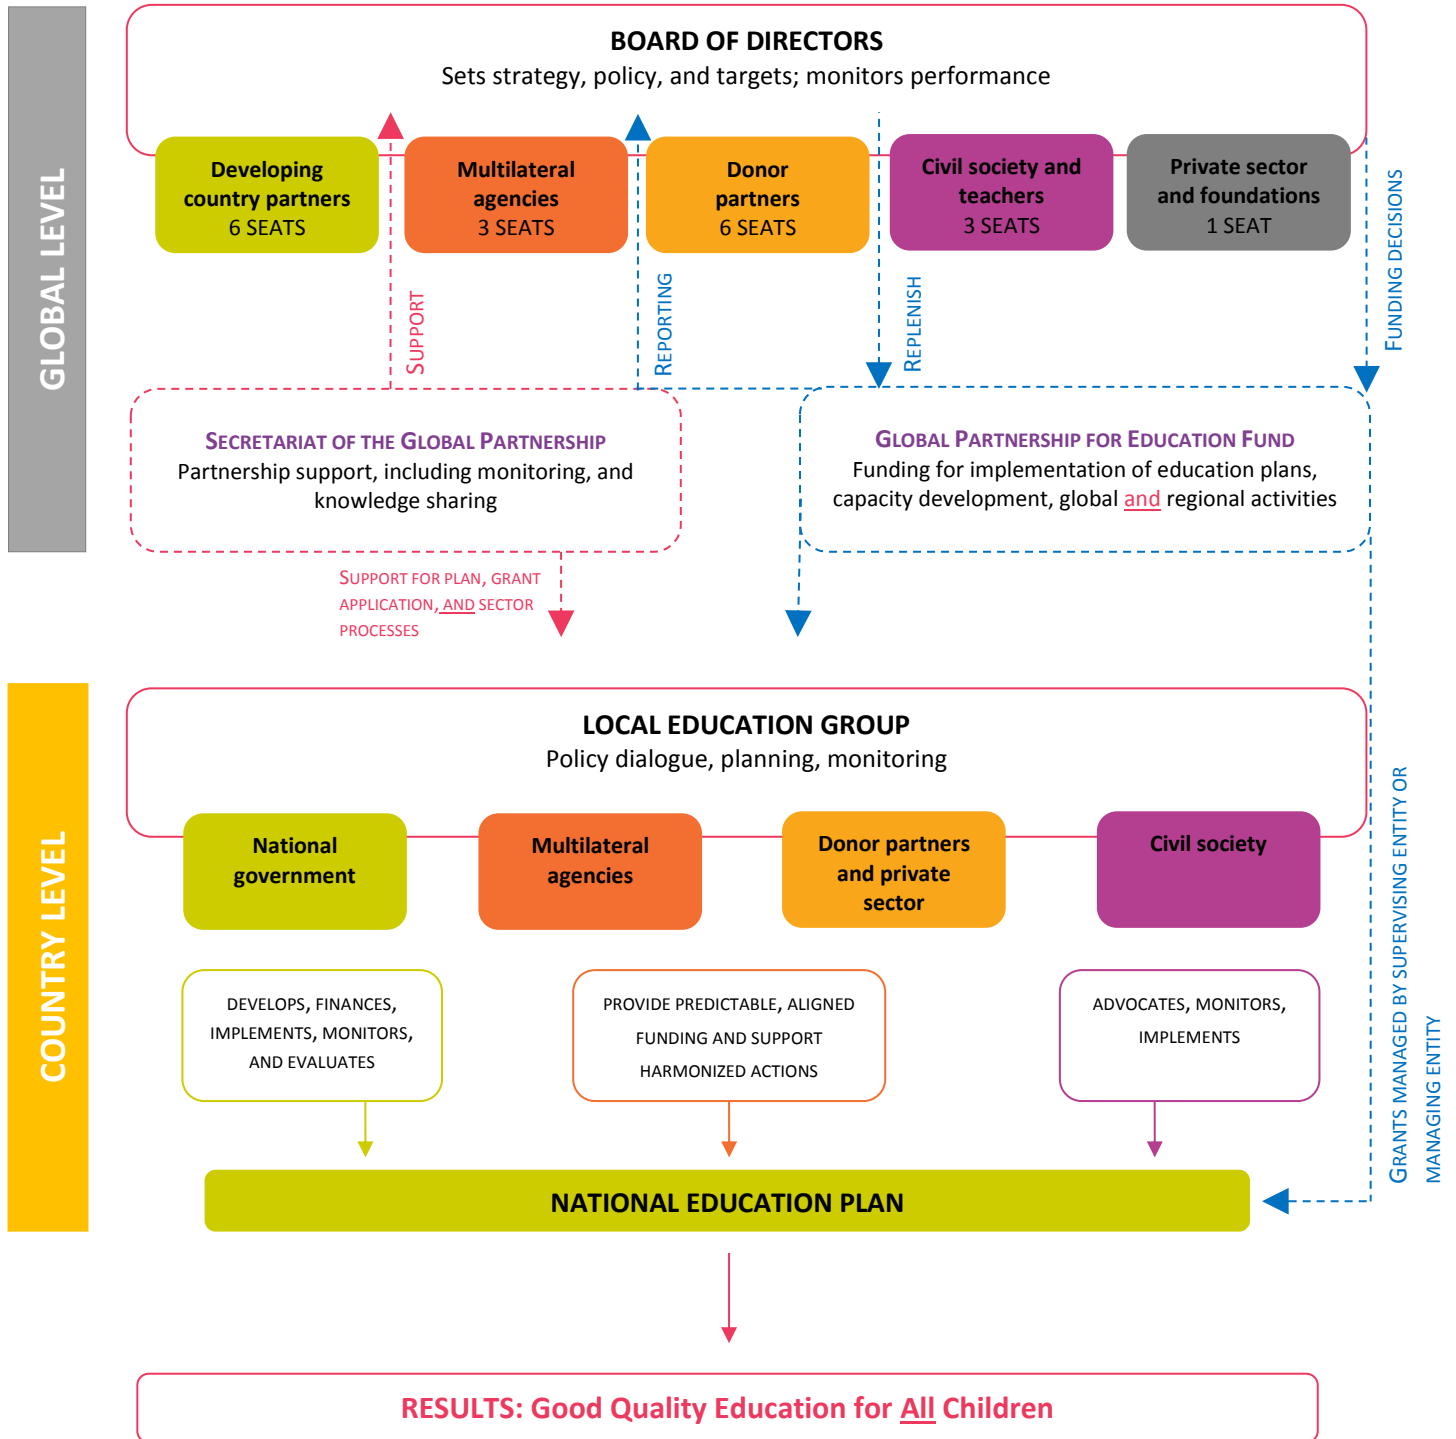 GLOBAL LEVEL
BOARD OF DIRECTORS
Sets strategy, policy, and targets; monitors performance
Developing
country partners
6 SEATS
Multilateral
agencies
3 SEATS
Donor
partners
6 SEATS
Civil society and
teachers
3 SEATS
Private sector
and foundations
1 SEAT
SUPPORT
REPORTING
REPLENISH
FUNDING DECISIONS
SECRETARIAT OF THE GLOBAL PARTNERSHIP
Partnership support, including monitoring, and
knowledge sharing
GLOBAL PARTNERSHIP FOR EDUCATION FUND
Funding for implementation of education plans,
capacity development, global and regional activities
SUPPORT FOR PLAN, GRANT
APPLICATION, AND SECTOR
PROCESSES
COUNTRY LEVEL
LOCAL EDUCATION GROUP
Policy dialogue, planning, monitoring
National
government
Multilateral
agencies
Donor partners
and private
sector
Civil society
DEVELOPS, FINANCES,
IMPLEMENTS, MONITORS,
AND EVALUATES
PROVIDE PREDICTABLE, ALIGNED
FUNDING AND SUPPORT
HARMONIZED ACTIONS
ADVOCATES, MONITORS,
IMPLEMENTS
GRANTS MANAGED BY SUPERVISING ENTITY OR
MANAGING ENTITY
NATIONAL EDUCATION PLAN
RESULTS: Good Quality Education for All Children